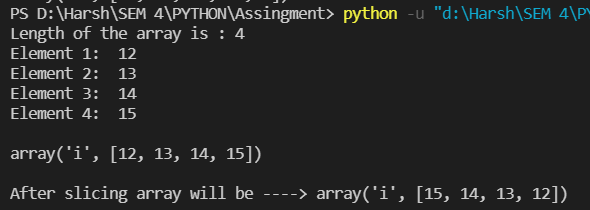 PS D:\Harsh\SEM 4\PYTHON\Assingment> python -u "d:\Harsh\SEM 4\PY
Length of the array is : 4
Element 1:  12
Element 2:  13
Element 3:  14
Element 4:  15
array('i', [12, 13, 14, 15])
After slicing array will be ----> array('i', [15, 14, 13, 12])